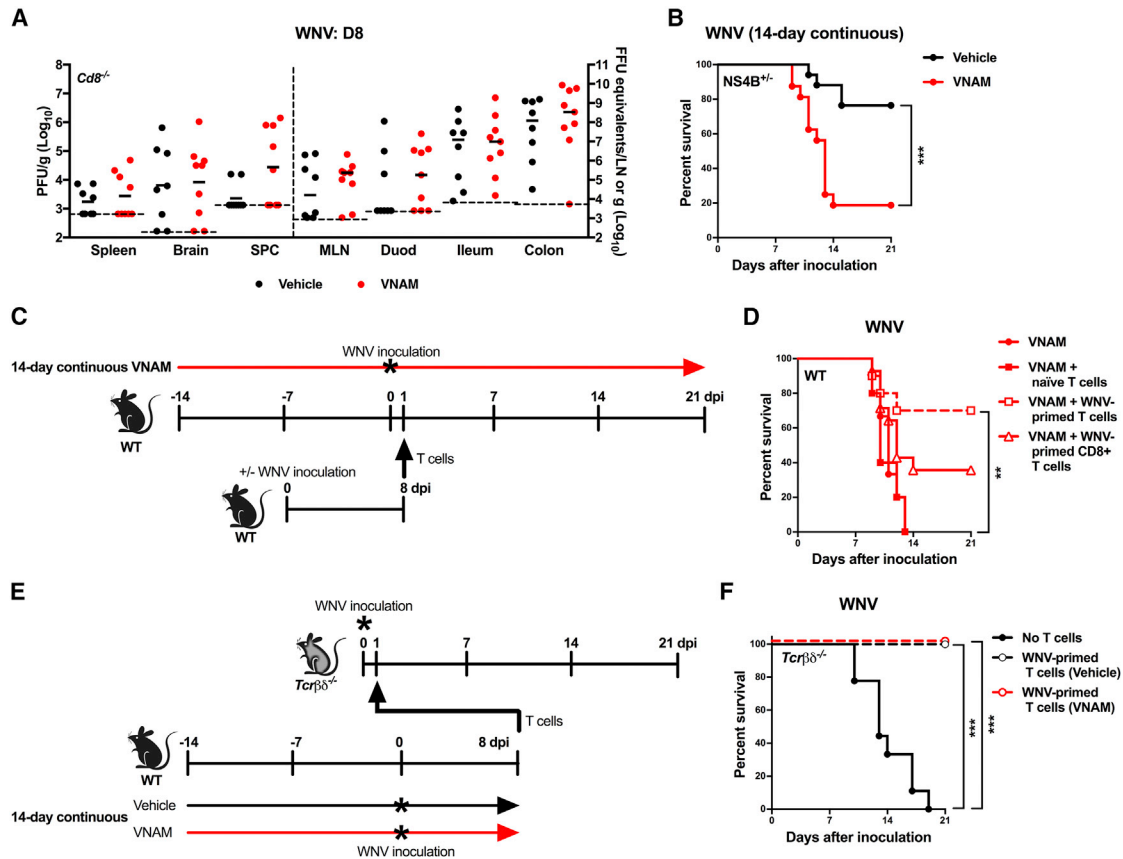 A
WNV: D8
Cd8-/-
PFU/g (Log10)
8
7
6
5
4
3
2
FFU equivalents/LN or g (Log10)
11
10
9
8
7
6
5
4
3
2
Spleen Brain SPC MLN Duod Ileum Colon
Vehicle VNAM
B
WNV (14-day continuous)
NS4B+/-
Percent survival
100
80
60
40
20
0
0 7 14 21
Days after inoculation
Vehicle
VNAM
***
C
WNV inoculation
14-day continuous VNAM
*
-14 -7 0 1 7 14 21 dpi
WT
T cells
+/- WNV inoculation
0 8 dpi
WT
D
WNV
WT
Percent survival
100
80
60
40
20
0
0 7 14 21
Days after inoculation
VNAM
VNAM +
naïve T cells
VNAM + WNV-
primed T cells
VNAM + WNV-
primed CD8+
T cells
**
E
WNV inoculation
*
0 1 7 14 21 dpi
Tcrβδ-/-
T cells
-14 -7 0 8 dpi
WT
Vehicle
14-day continuous
VNAM
*
*
WNV inoculation
F
WNV
Tcrβδ-/-
Percent survival
100
80
60
40
20
0
0 7 14 21
Days after inoculation
No T cells
WNV-primed
T cells (Vehicle)
WNV-primed
T cells (VNAM)
***
***